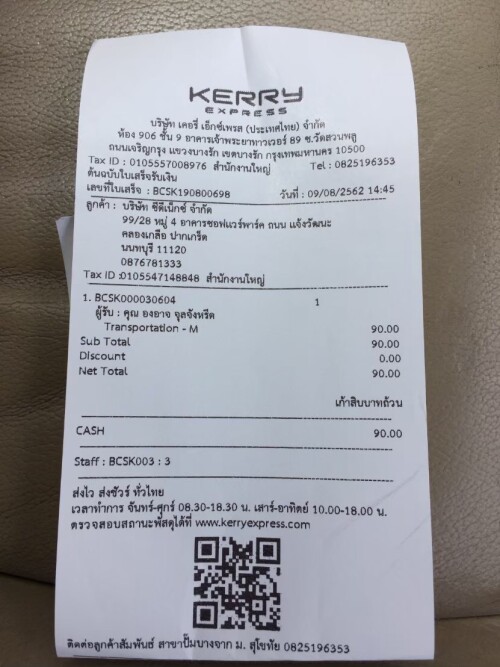 KERRY
EXPRESS
บริษัท เคอรี่ เอ็กซ์เพรส (ประเทศไทย) จำกัด
ห้อง 906 ชั้น 9 อาคารเจ้าพระยาทาวเวอร์ 89 ซ.วัดสวนพลู
ถนนเจริญกรุง แขวงบางรัก เขตบางรัก กรุงเทพมหานคร 10500
Tax ID : 0105557008976 สำนักงานใหญ่ Tel : 0825196353
ต้นฉบับใบเสร็จรับเงิน
เลขที่ใบเสร็จ : BCSK190800698 วันที่ : 09/08/2562 14:45
ลูกค้า : บริษัท ซีดีเน็กซ์ จำกัด
99/28 หมู่ 4 อาคารซอฟแวร์พาร์ค ถนน แจ้งวัฒนะ
คลองเกลือ ปากเกร็ด
นนทบุรี 11120
0876781333
Tax ID :0105547148848 สำนักงานใหญ่
1. BCSK000030604 1
ผู้รับ : คุณ องอาจ จุลจังหรีด
Transportation - M 90.00
Sub Total 90.00
Discount 0.00
Net Total 90.00
เก้าสิบบาทถ้วน
CASH 90.00
Staff : BCSK003 : 3
ส่งไว ส่งชัวร์ ทั่วไทย
เวลาทำการ จันทร์-ศุกร์ 08.30-18.30 น. เสาร์-อาทิตย์ 10.00-18.00 น.
ตรวจสอบสถานะพัสดุได้ที่ www.kerryexpress.com
ติดต่อลูกค้าสัมพันธ์ สาขาปั๊มบางจาก ม. สุโขทัย 0825196353